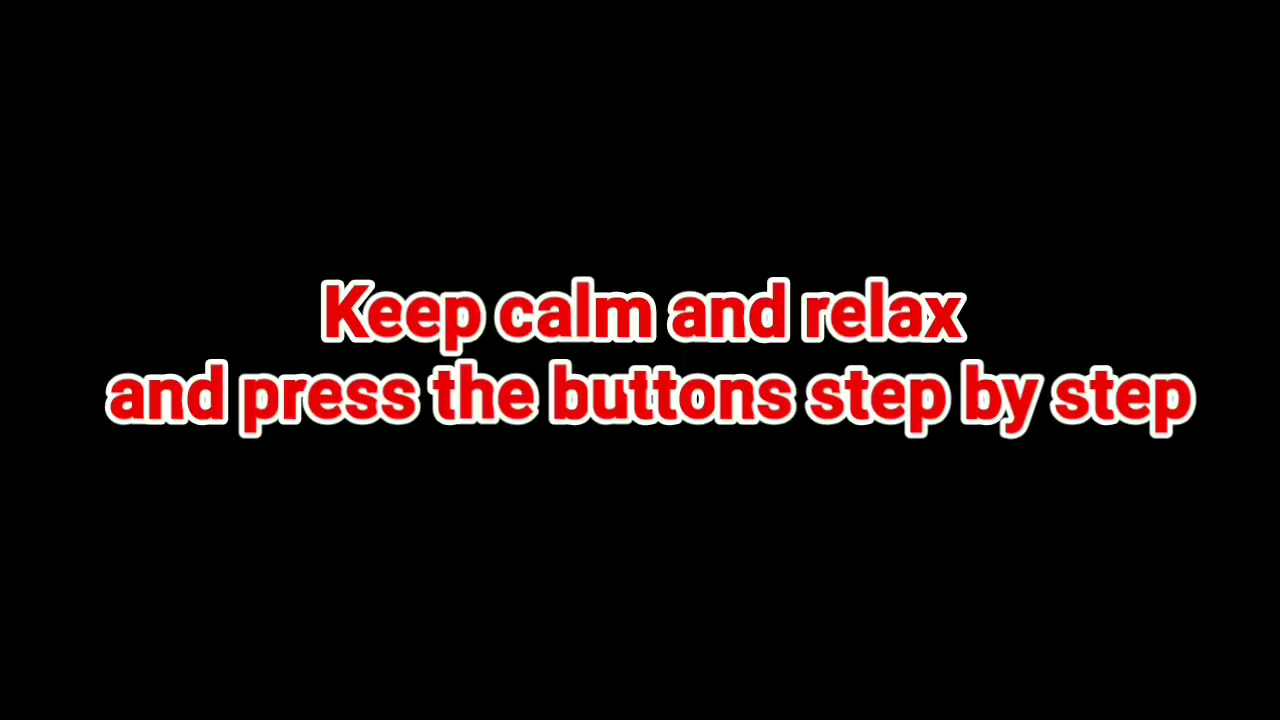 Keep calm and relax
and press the buttons step by step